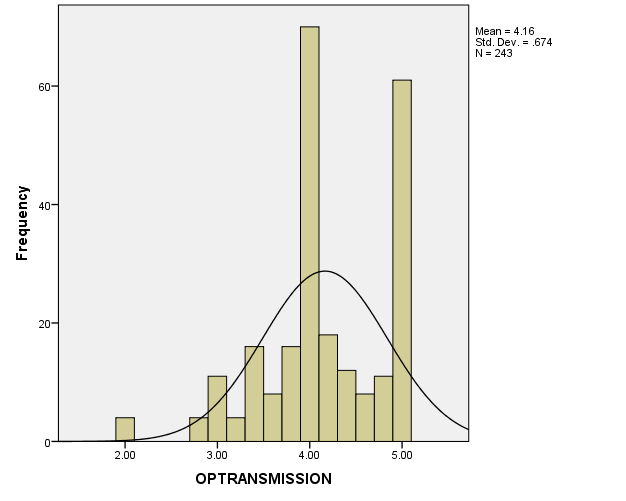 Mean = 4.16
Std. Dev. = .674
N = 243
Frequency
60
40
20
0
2.00 3.00 4.00 5.00
OPTRANSMISSION